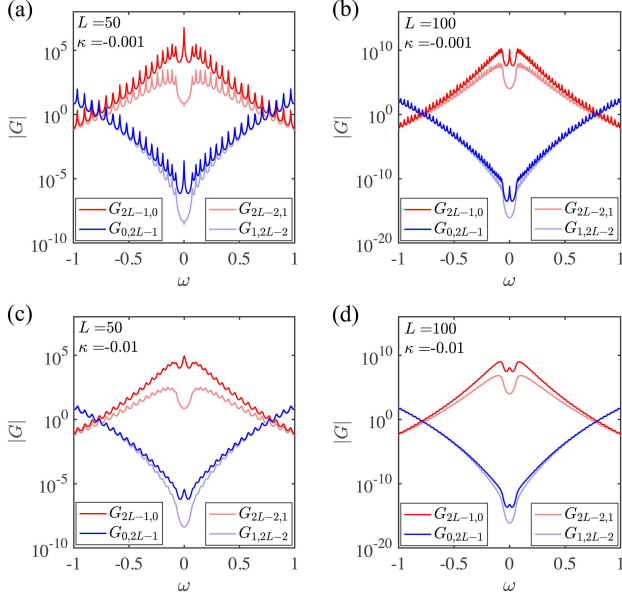 (a)
L =50
κ =-0.001
|G|
10^5
10^0
10^-5
10^-10
G_{2L-1,0}
G_{0,2L-1}
G_{2L-2,1}
G_{1,2L-2}
-1 -0.5 0 0.5 1
ω
(b)
L =100
κ =-0.001
|G|
10^10
10^0
10^-10
10^-20
G_{2L-1,0}
G_{0,2L-1}
G_{2L-2,1}
G_{1,2L-2}
-1 -0.5 0 0.5 1
ω
(c)
L =50
κ =-0.01
|G|
10^5
10^0
10^-5
10^-10
G_{2L-1,0}
G_{0,2L-1}
G_{2L-2,1}
G_{1,2L-2}
-1 -0.5 0 0.5 1
ω
(d)
L =100
κ =-0.01
|G|
10^10
10^0
10^-10
10^-20
G_{2L-1,0}
G_{0,2L-1}
G_{2L-2,1}
G_{1,2L-2}
-1 -0.5 0 0.5 1
ω